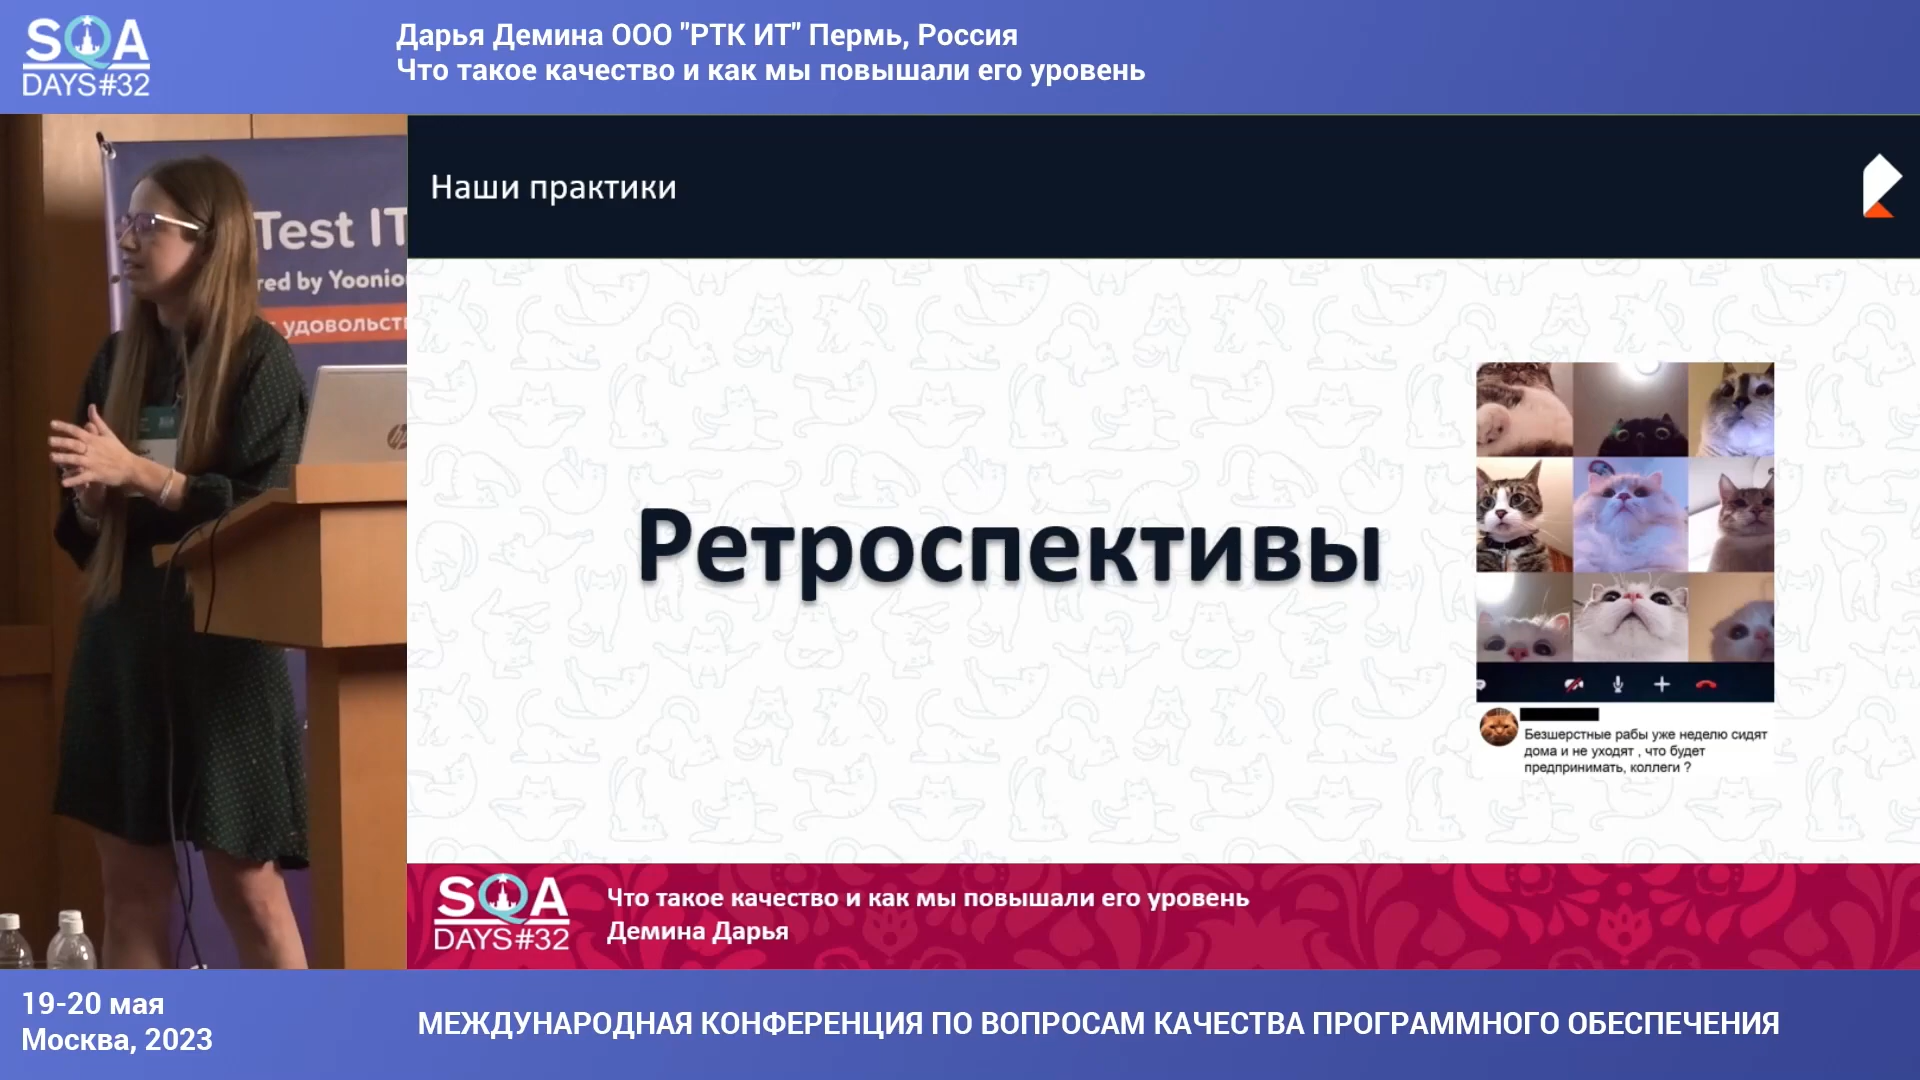 SQA
DAYS#32
Дарья Демина ООО "РТК ИТ" Пермь, Россия
Что такое качество и как мы повышали его уровень
Test IT
red by Yoonio
удовольст
hp
Наши практики
Ретроспективы
Безшерстные рабы уже неделю сидят
дома и не уходят , что будет
предпринимать, коллеги ?
SQA
DAYS#32
Что такое качество и как мы повышали его уровень
Демина Дарья
19-20 мая
Москва, 2023
МЕЖДУНАРОДНАЯ КОНФЕРЕНЦИЯ ПО ВОПРОСАМ КАЧЕСТВА ПРОГРАММНОГО ОБЕСПЕЧЕНИЯ